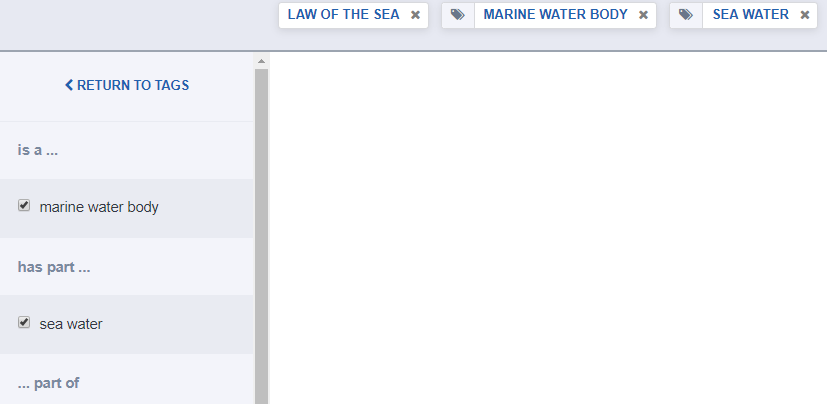 LAW OF THE SEA MARINE WATER BODY SEA WATER
RETURN TO TAGS
is a ...
marine water body
has part ...
sea water
... part of